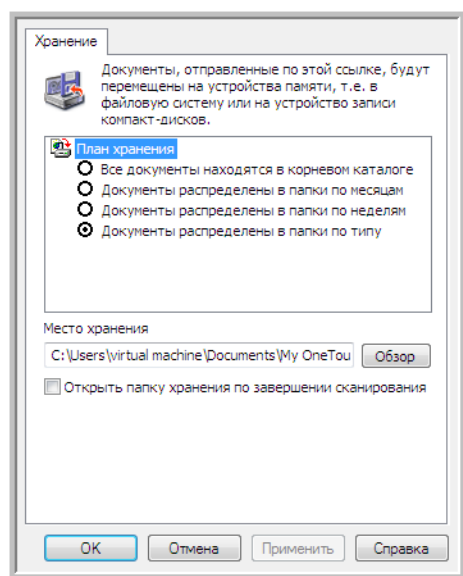 Хранение
Документы, отправленные по этой ссылке, будут
перемещены на устройства памяти, т.е. в
файловую систему или на устройство записи
компакт-дисков.
План хранения
Все документы находятся в корневом каталоге
Документы распределены в папки по месяцам
Документы распределены в папки по неделям
Документы распределены в папки по типу
Место хранения
C:\Users\virtual machine\Documents\My OneTou
Обзор
Открыть папку хранения по завершении сканирования
OK
Отмена
Применить
Справка